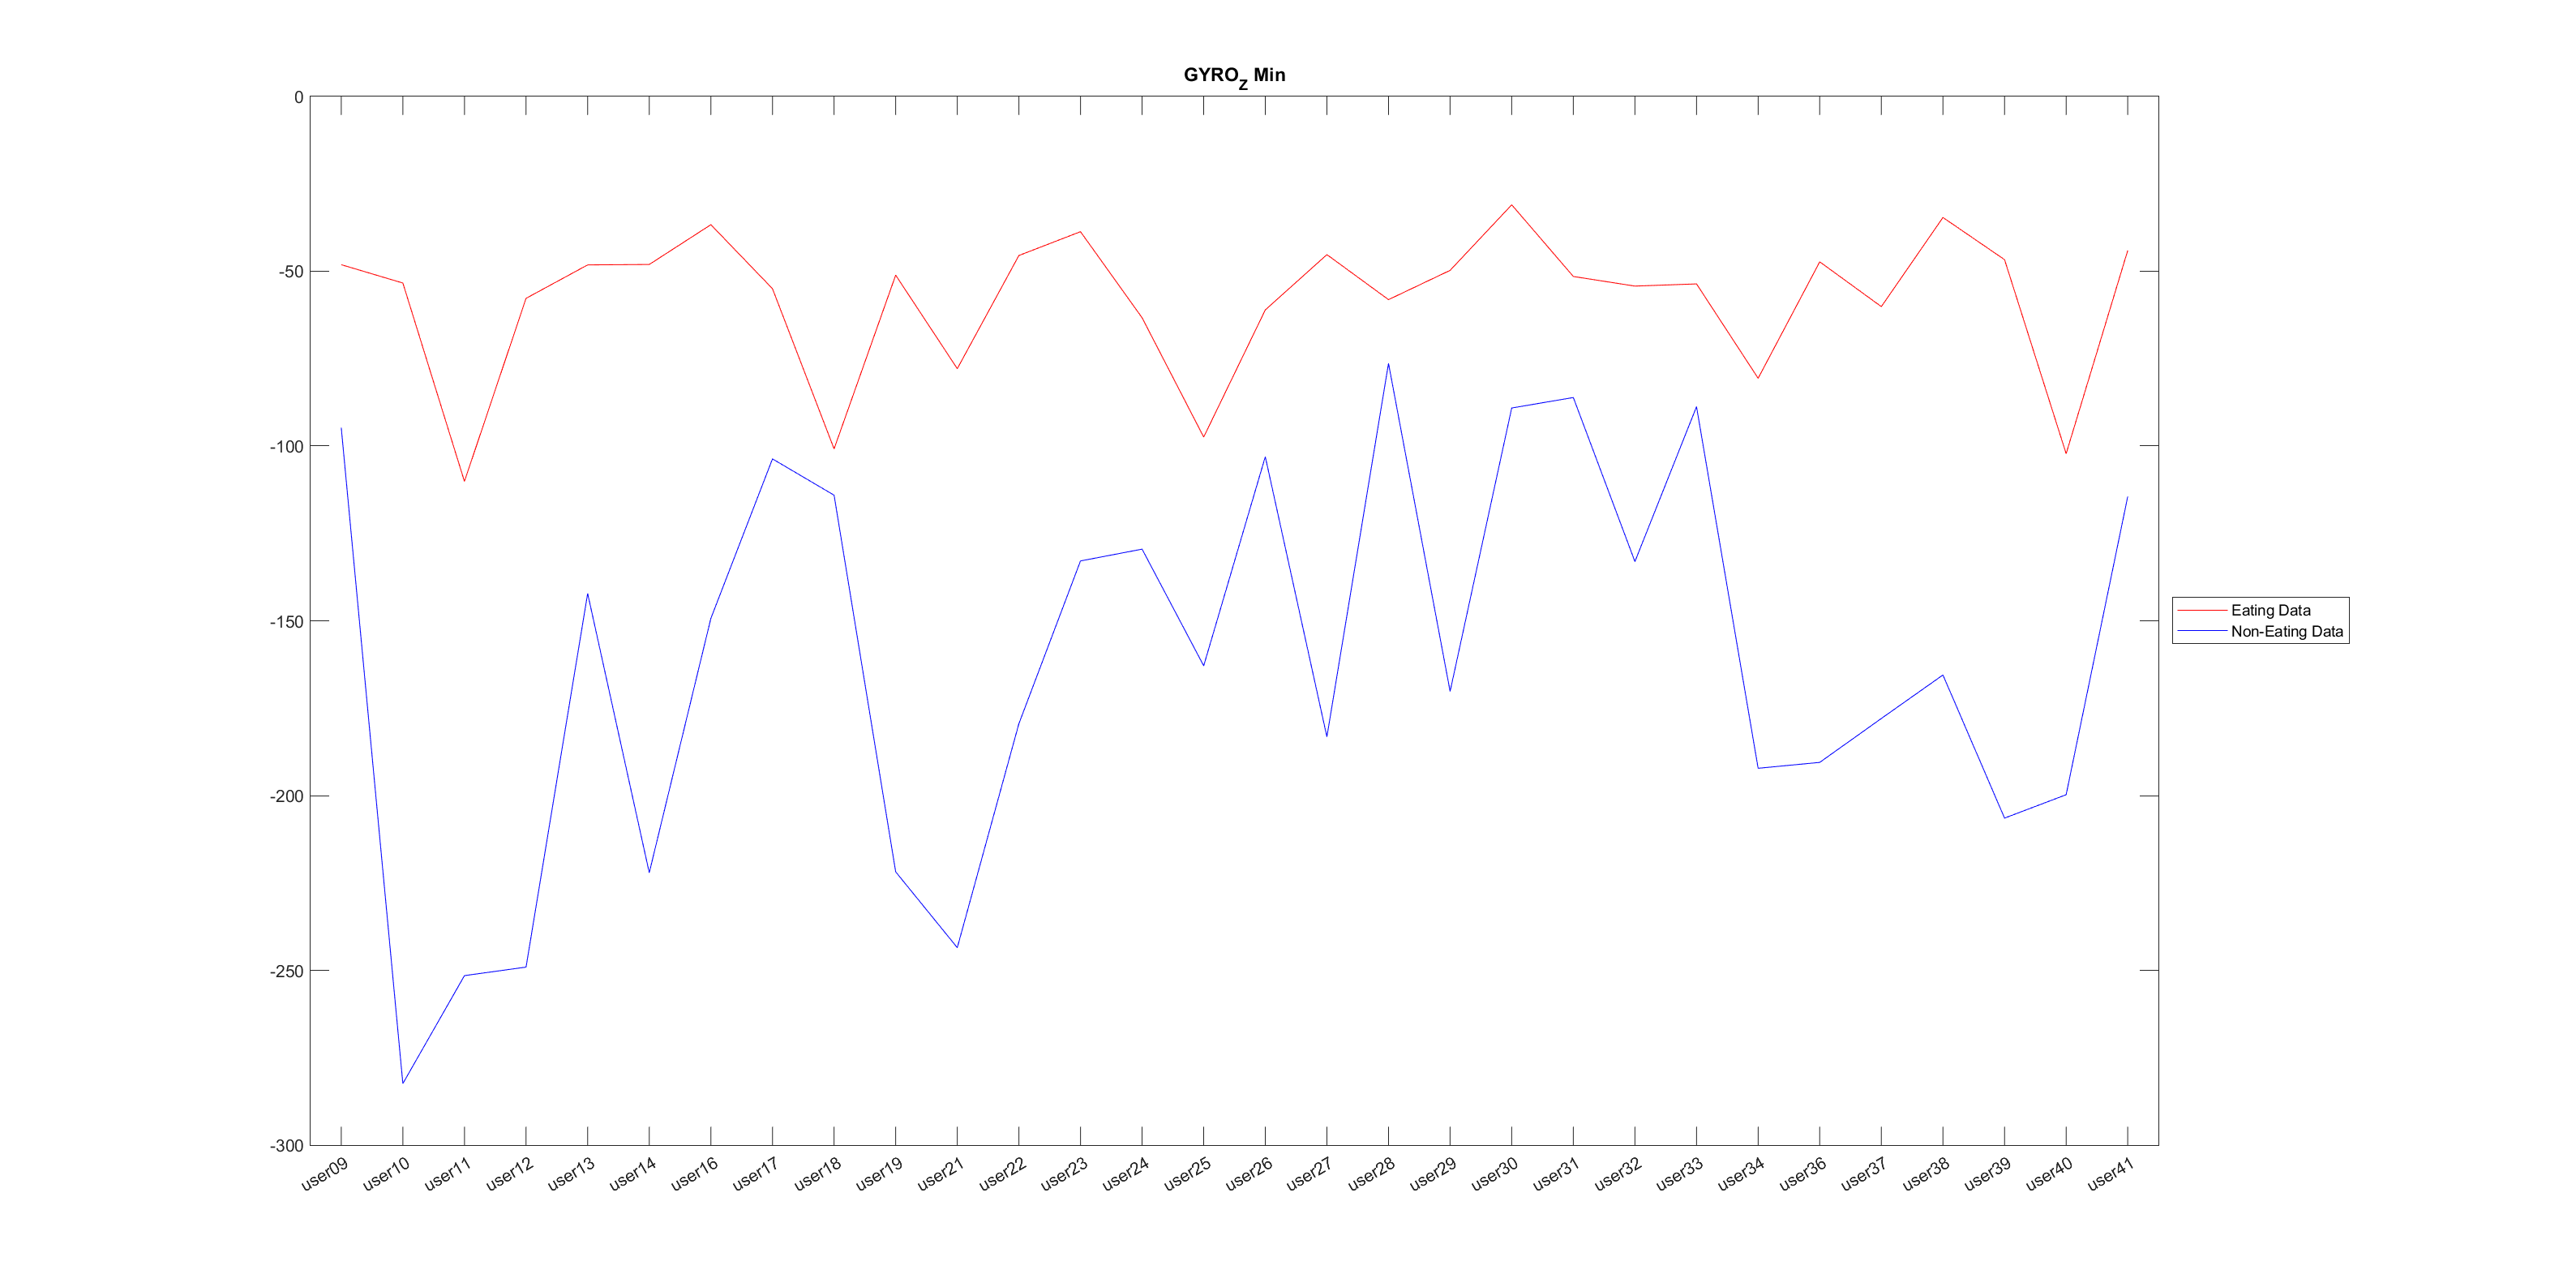 GYROZ Min
0
-50
-100
-150
-200
-250
-300
user09 user10 user11 user12 user13 user14 user16 user17 user18 user19 user21 user22 user23 user24 user25 user26 user27 user28 user29 user30 user31 user32 user33 user34 user36 user37 user38 user39 user40 user41
Eating Data
Non-Eating Data